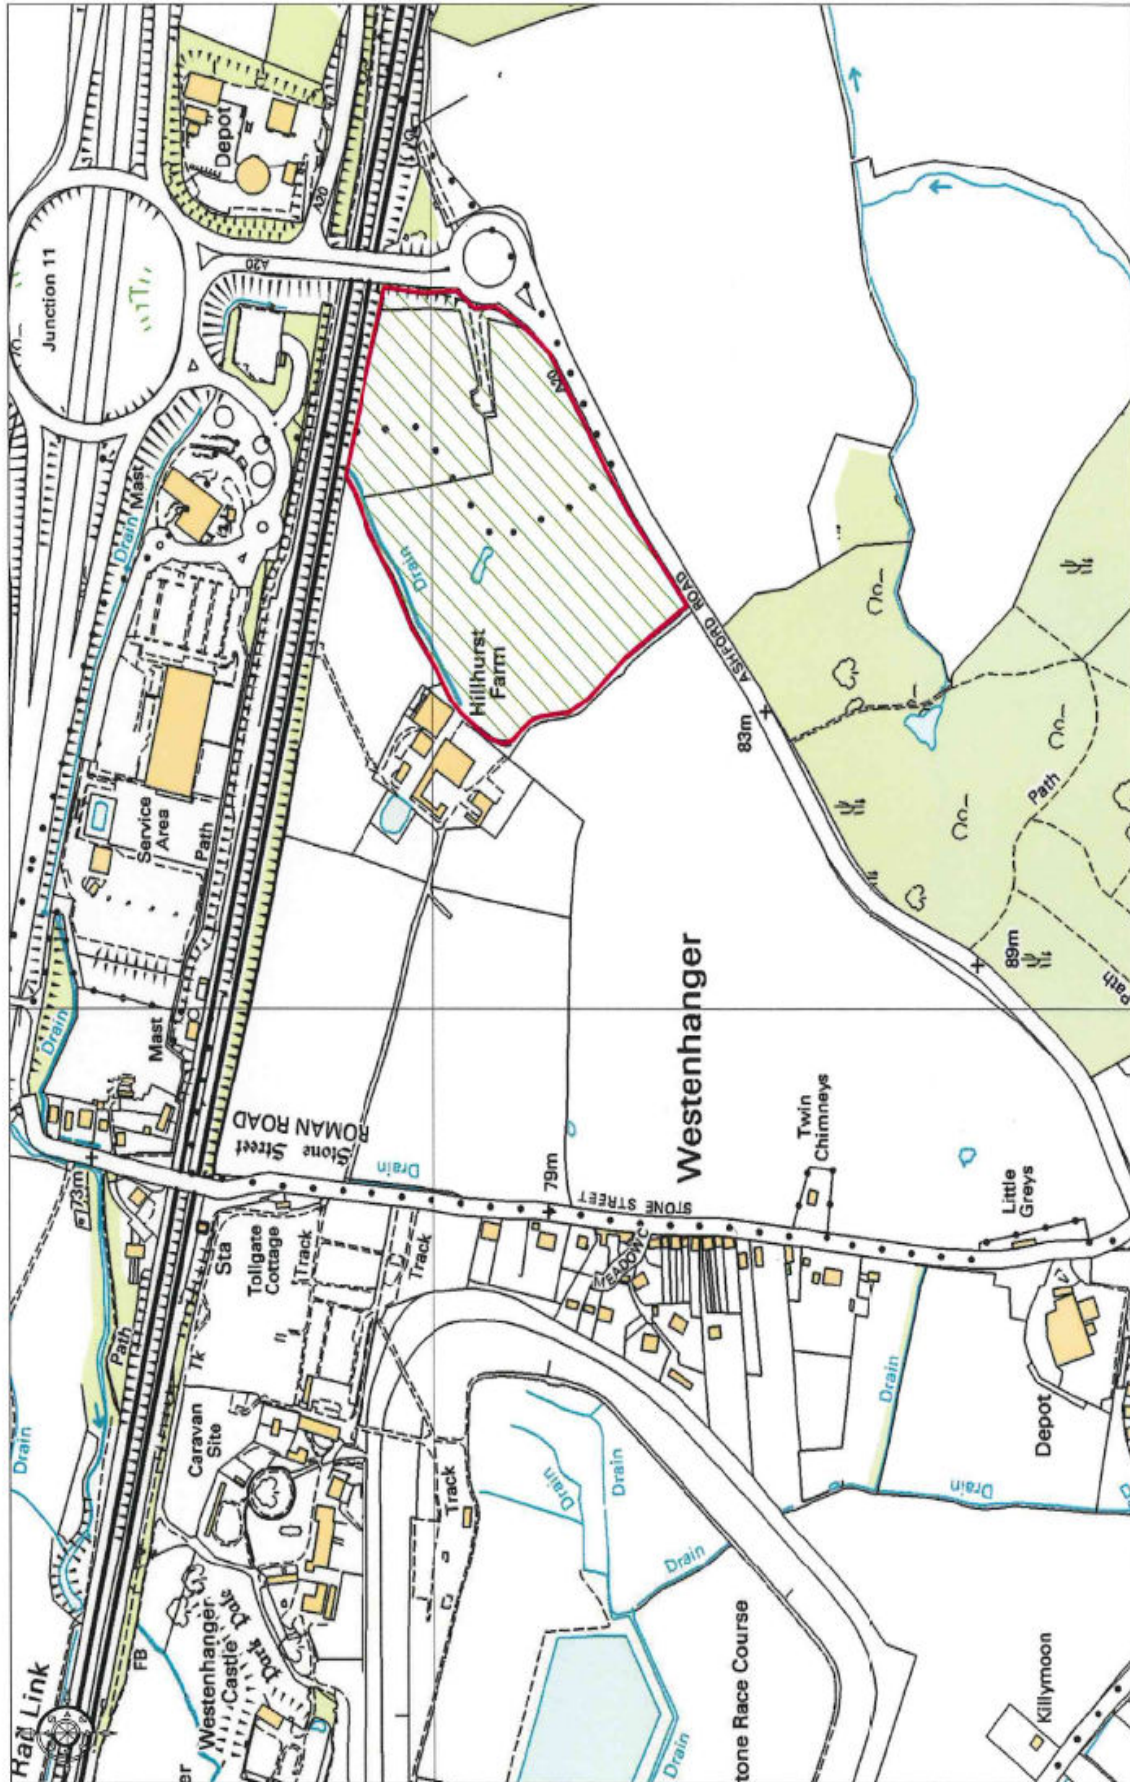 Junction 11
A20
Depot
A20
Drain
Mast
A20
Drain
Hillhurst
Farm
ASHFORD ROAD
83m
Service
Area
Path
Path
89m
Path
Drain
Mast
Westenhanger
ROMAN ROAD
Stone Street
73m
Drain
79m
STONE STREET
Twin
Chimneys
Little
Greys
Sta
Tollgate
Cottage
Track
Track
Path
Tk
Caravan
Site
Drain
Drain
Depot
Drain
Track
Drain
Drain
Drain
FB
Park Pale
Westenhanger
Castle
Drain
tone Race Course
Killymoon
Link
er